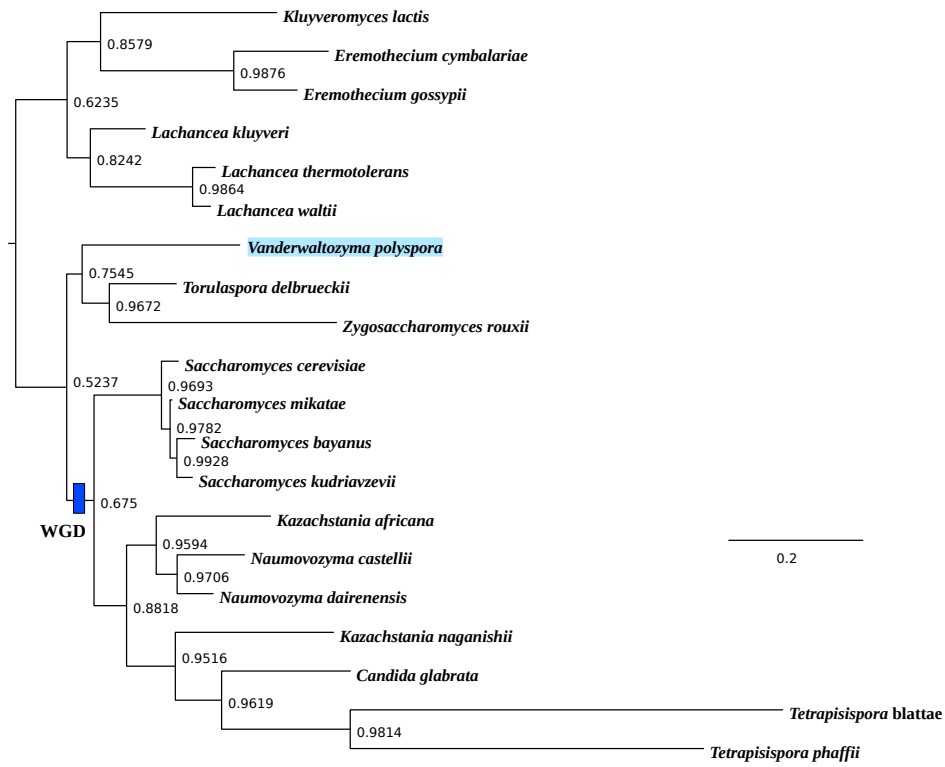 Kluyveromyces lactis
0.8579
Eremothecium cymbalariae
0.9876
Eremothecium gossypii
0.6235
Lachancea kluyveri
0.8242
Lachancea thermotolerans
0.9864
Lachancea waltii
Vanderwaltozyma polyspora
0.7545
Torulaspora delbrueckii
0.9672
Zygosaccharomyces rouxii
Saccharomyces cerevisiae
0.5237
0.9693
Saccharomyces mikatae
0.9782
Saccharomyces bayanus
0.9928
Saccharomyces kudriavzevii
0.675
WGD
Kazachstania africana
0.9594
Naumovozyma castellii
0.2
0.9706
Naumovozyma dairenensis
0.8818
Kazachstania naganishii
0.9516
Candida glabrata
0.9619
Tetrapisispora blattae
0.9814
Tetrapisispora phaffii